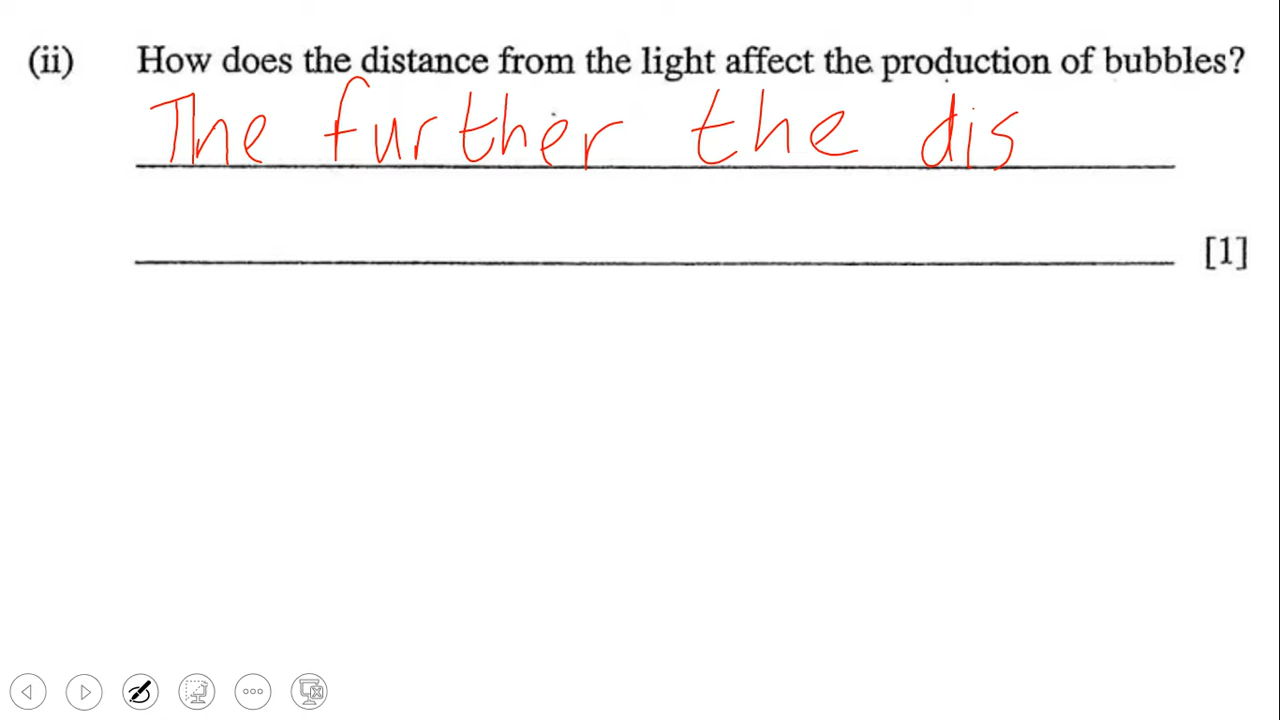 (ii) How does the distance from the light affect the production of bubbles?
The further the dis
[1]